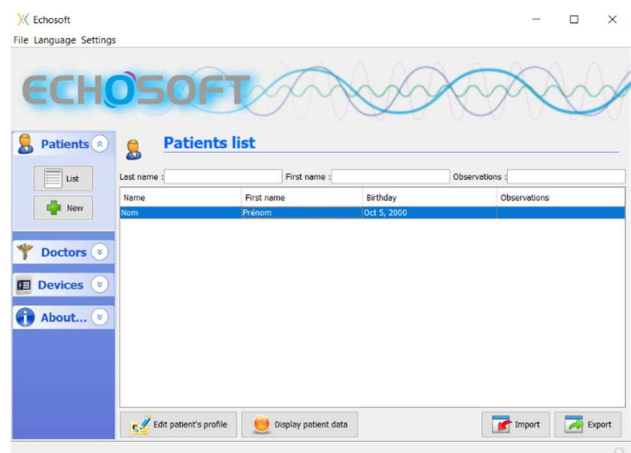 Echosoft
File Language Settings
ECHOSOFT
Patients
List
New
Doctors
Devices
About...
Patients list
Last name :
First name :
Observations :
Name First name Birthday Observations
Nom Prénom Oct 5, 2000
Edit patient's profile Display patient data Import Export